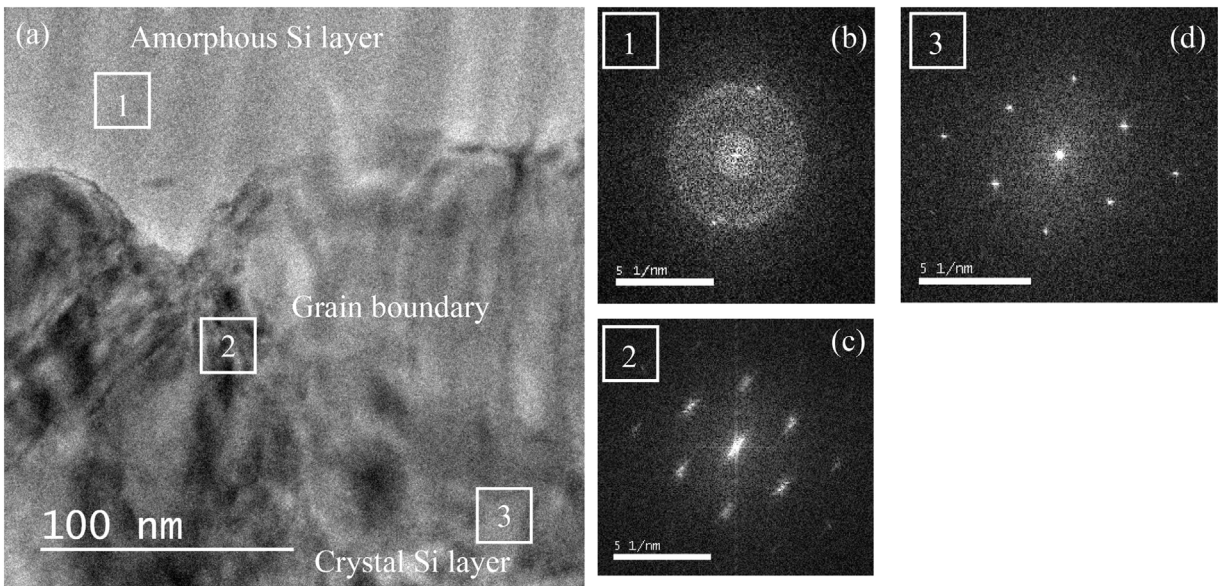 (a)
Amorphous Si layer
1
Grain boundary
2
3
100 nm
Crystal Si layer
1
(b)
5 1/nm
2
(c)
5 1/nm
3
(d)
5 1/nm